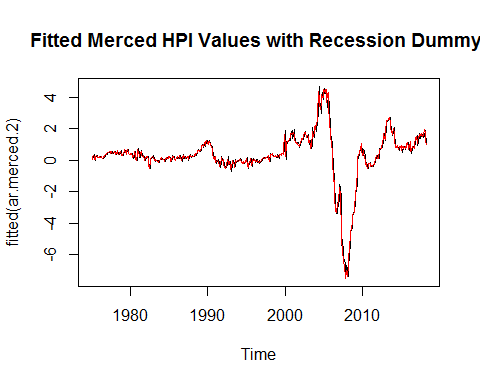 Fitted Merced HPI Values with Recession Dummy
fitted(ar.merced.2)
4
2
0
-2
-4
-6
1980 1990 2000 2010
Time